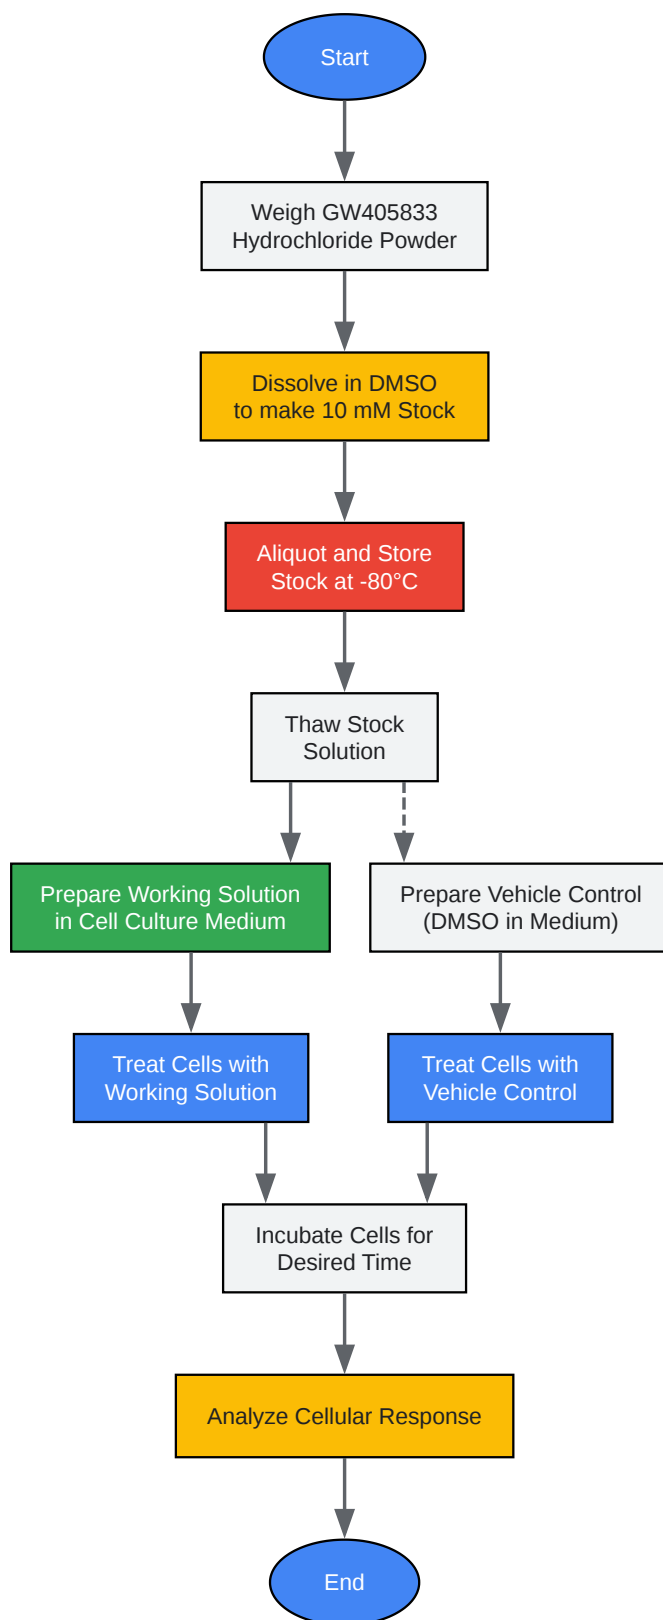 Start
Weigh GW405833
Hydrochloride Powder
Dissolve in DMSO
to make 10 mM Stock
Aliquot and Store
Stock at -80°C
Thaw Stock
Solution
Prepare Working Solution
in Cell Culture Medium
Prepare Vehicle Control
(DMSO in Medium)
Treat Cells with
Working Solution
Treat Cells with
Vehicle Control
Incubate Cells for
Desired Time
Analyze Cellular Response
End